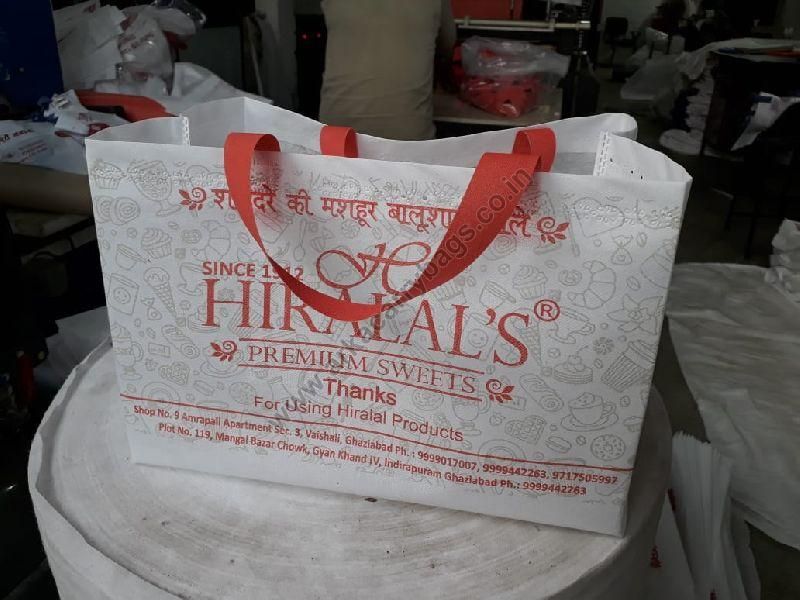 की मशहूर
SINCE
H
HIRALAL'S®
PREMIUM SWEETS
Thanks
For Using Hiralal Products
Shop No. 9 Amrapali Apartment Sec. 3, Vaishali, Ghaziabad Ph. : 9999017007, 9999442263, 9717505997
Plot No. 119, Mangal Bazar Chowk, Gyan Khand IV, Indirapuram Ghaziabad Ph.: 9999442263